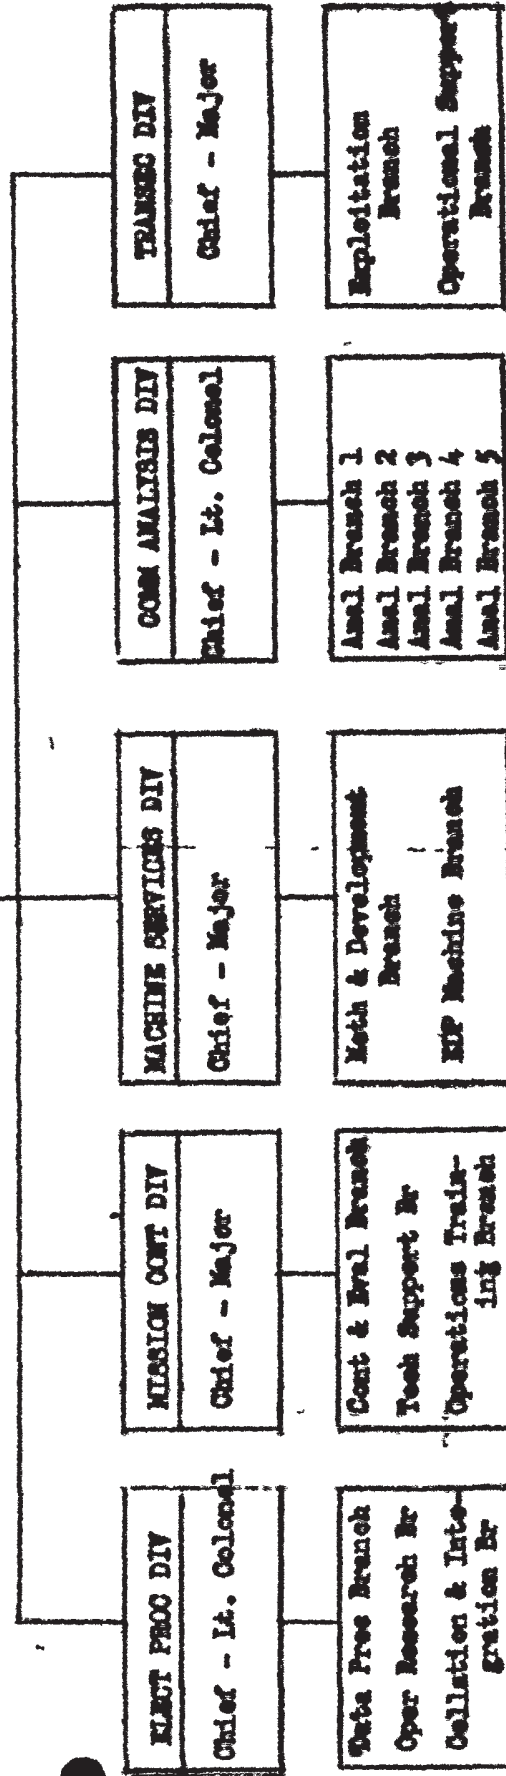 ELECT PROC DIV
Chief - Lt. Colonel
Data Proc Branch
Oper Research Br
Collation & Inte-
gration Br
MISSION CONT DIV
Chief - Major
Cont & Eval Branch
Tech Support Br
Operations Train-
ing Branch
MACHINE SERVICES DIV
Chief - Major
Meth & Development
Branch
EDP Machine Branch
COMM ANALYSIS DIV
Chief - Lt. Colonel
Anal Branch 1
Anal Branch 2
Anal Branch 3
Anal Branch 4
Anal Branch 5
TRANSEC DIV
Chief - Major
Exploitation
Branch
Operational Support
Branch